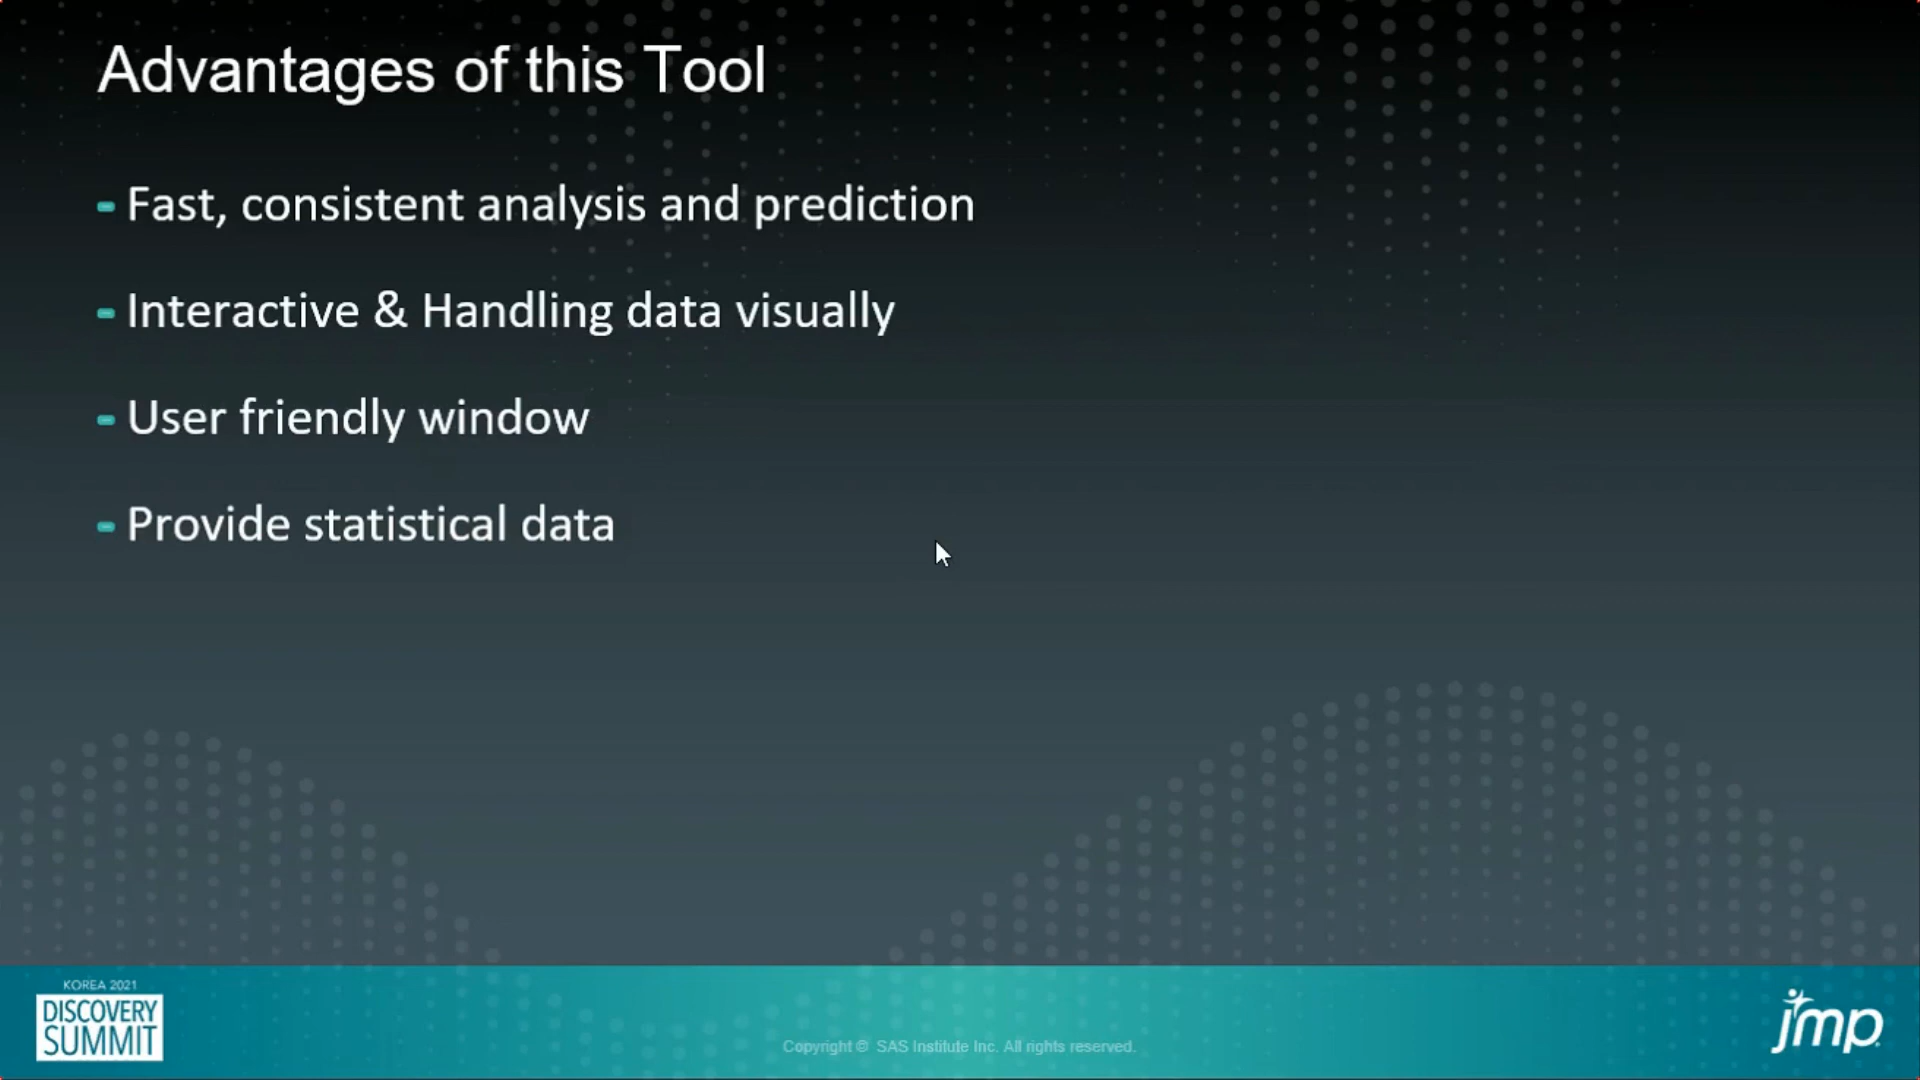 Advantages of this Tool
Fast, consistent analysis and prediction
Interactive & Handling data visually
User friendly window
Provide statistical data
KOREA 2021
DISCOVERY
SUMMIT
Copyright © SAS Institute Inc. All rights reserved.
jmp